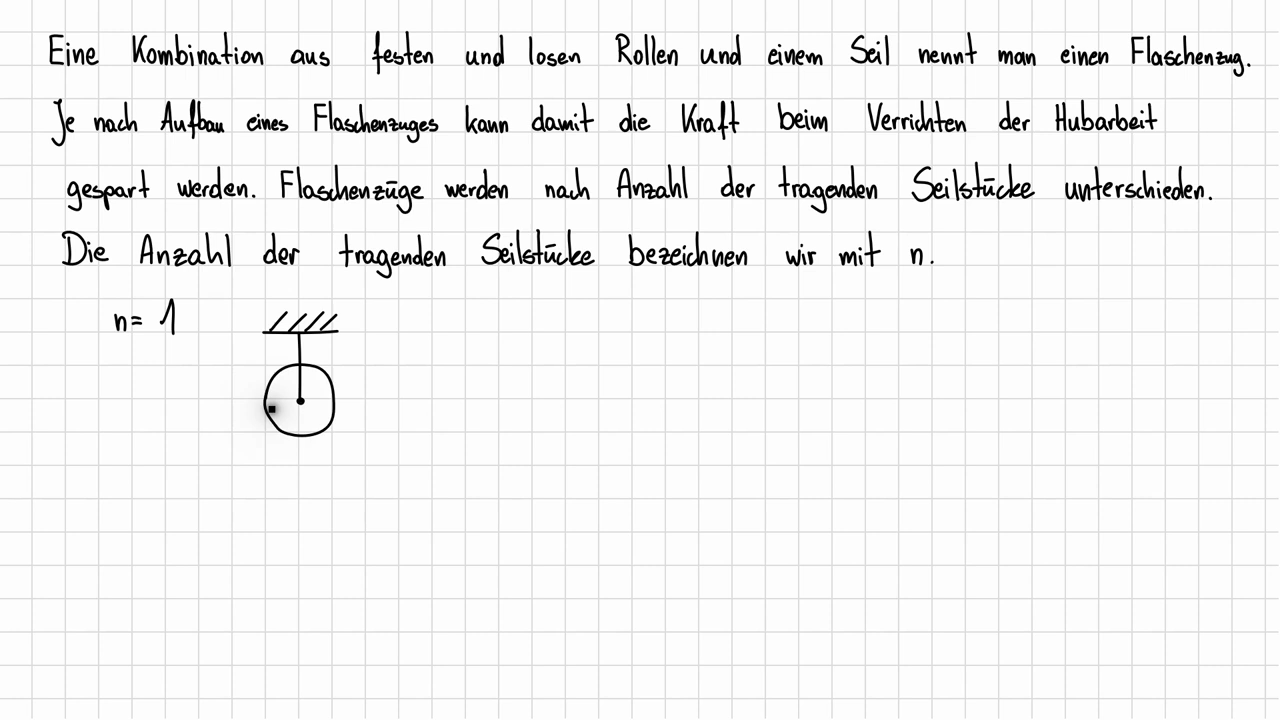 Eine Kombination aus festen und losen Rollen und einem Seil nennt man einen Flaschenzug.
Je nach Aufbau eines Flaschenzuges kann damit die Kraft beim Verrichten der Hubarbeit
gespart werden. Flaschenzüge werden nach Anzahl der tragenden Seilstücke unterschieden.
Die Anzahl der tragenden Seilstücke bezeichnen wir mit n.
n= 1